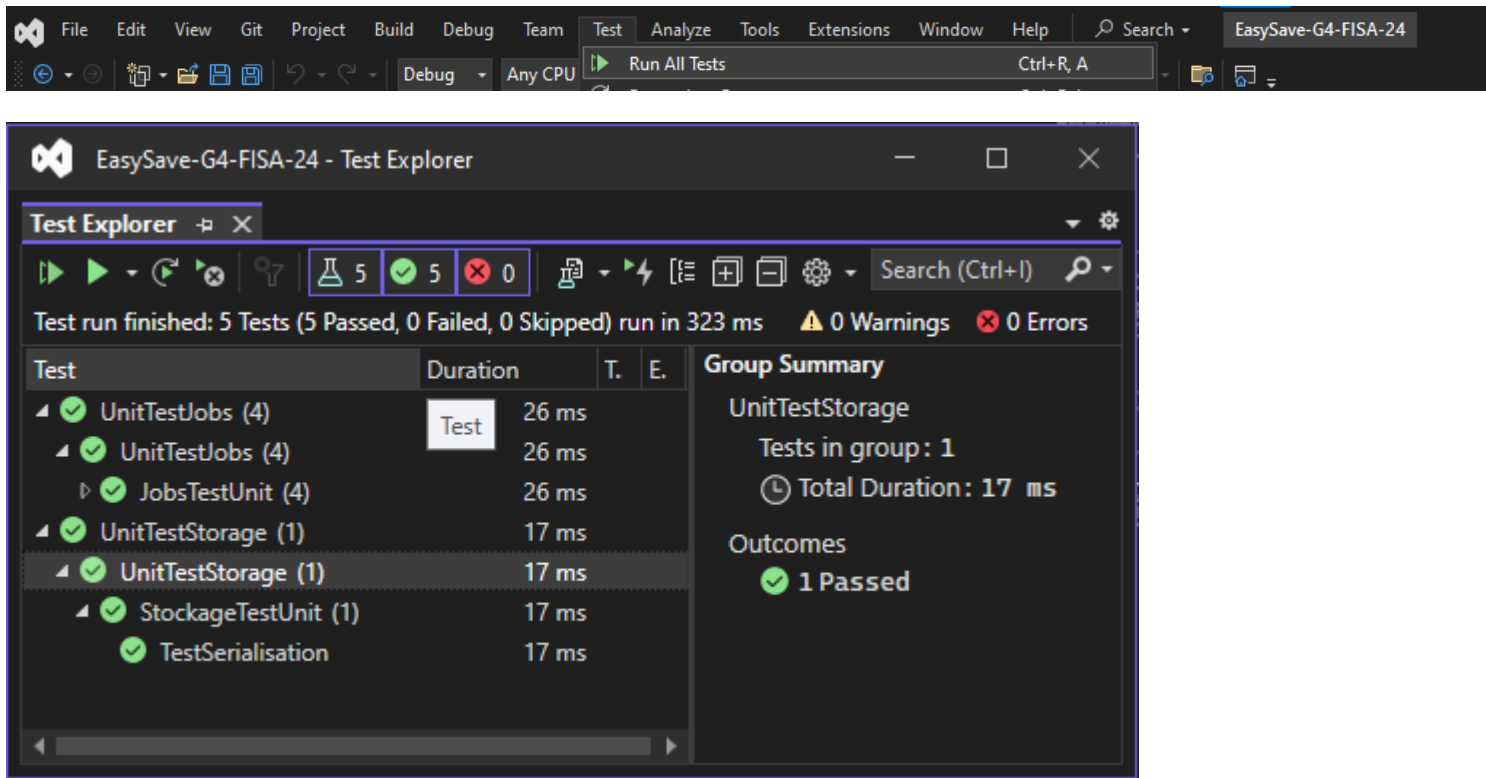 File Edit View Git Project Build Debug Team Test Analyze Tools Extensions Window Help Search EasySave-G4-FISA-24
Debug Any CPU Run All Tests Ctrl+R, A
EasySave-G4-FISA-24 - Test Explorer
Test Explorer
5 5 0 Search (Ctrl+I)
Test run finished: 5 Tests (5 Passed, 0 Failed, 0 Skipped) run in 323 ms 0 Warnings 0 Errors
Test Duration T. E. Group Summary
UnitTestJobs (4) Test 26 ms UnitTestStorage
UnitTestJobs (4) 26 ms Tests in group: 1
JobsTestUnit (4) 26 ms Total Duration: 17 ms
UnitTestStorage (1) 17 ms Outcomes
UnitTestStorage (1) 17 ms 1 Passed
StockageTestUnit (1) 17 ms
TestSerialisation 17 ms